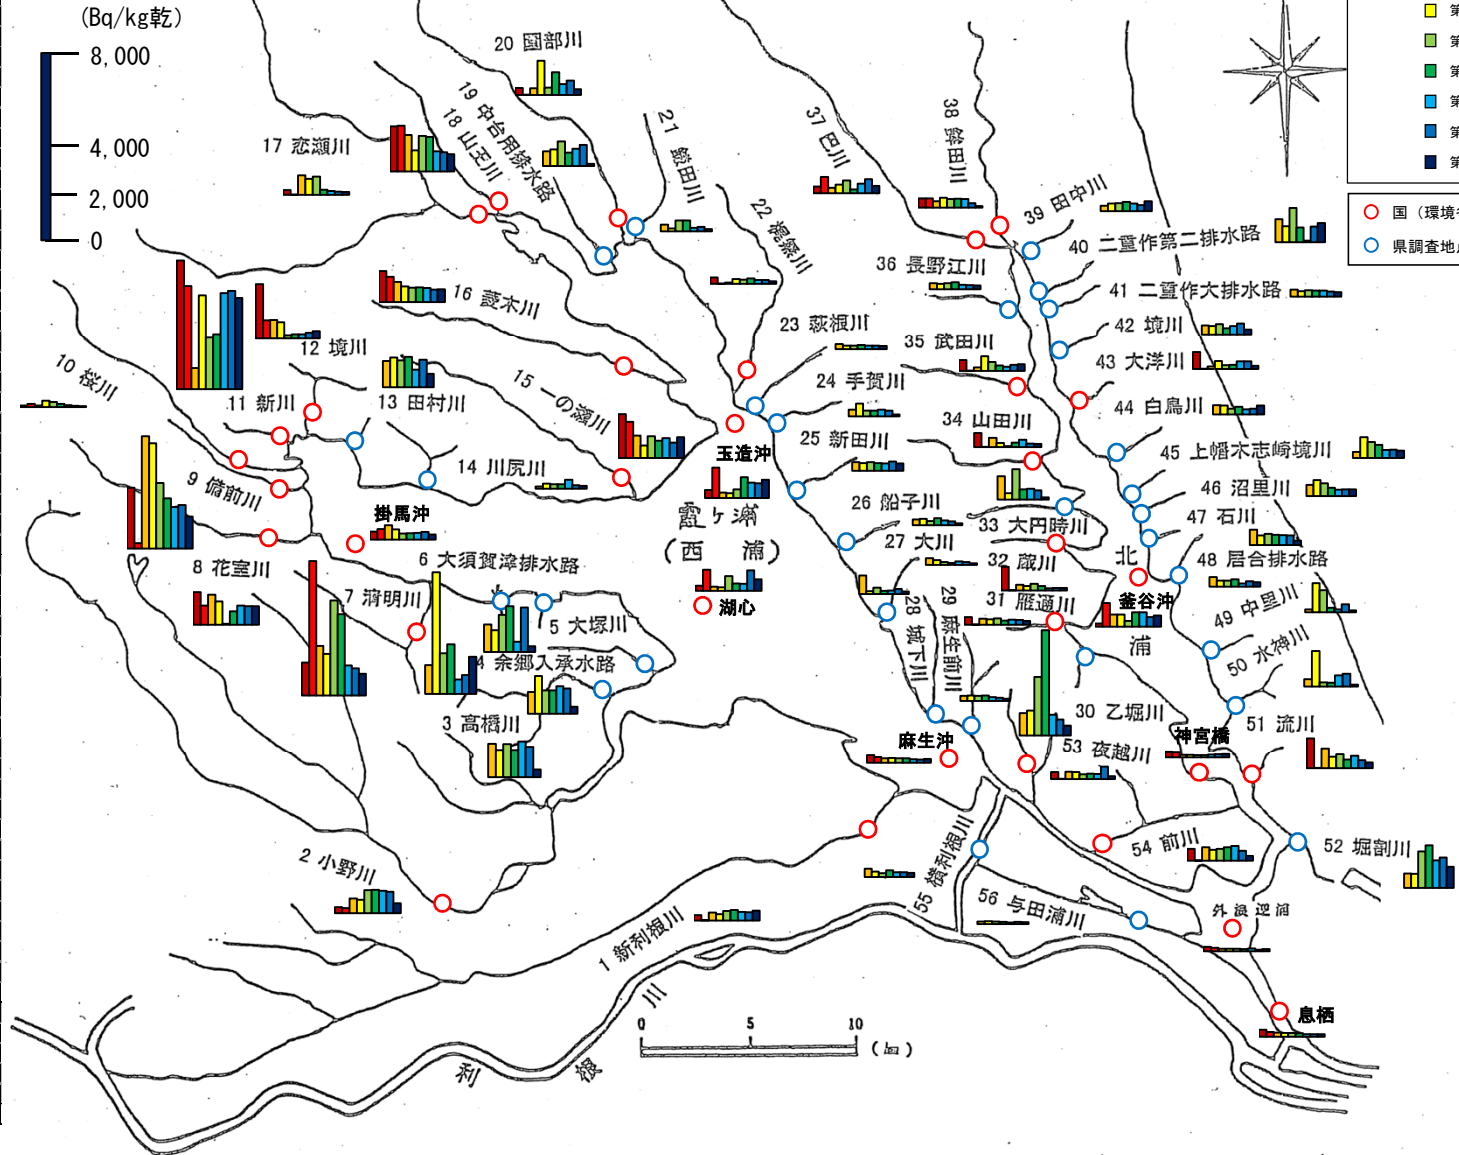 (Bq/kg乾)
8,000
4,000
2,000
0
第
第
第
第
第
第
国（環境省
県調査地点
20 園部川
19 中台用排水路
18 山王川
17 恋瀬川
21 鏡田川
22 梶無川
37 巴川
38 鉾田川
39 田中川
40 二重作第二排水路
36 長野江川
41 二重作大排水路
16 菱木川
23 萩根川
35 武田川
42 境川
43 大洋川
12 境川
10 桜川
11 新川
13 田村川
15 一の瀬川
24 手賀川
34 山田川
44 白鳥川
25 新田川
玉造沖
45 上幡木志崎境川
14 川尻川
9 備前川
掛馬沖
霞ヶ浦
(西 浦)
26 船子川
33 大円時川
46 沼里川
47 石川
27 大川
32 蔵川
北
48 居合排水路
8 花室川
6 大須賀津排水路
7 清明川
湖心
31 雁通川
釜谷沖
49 中里川
5 大塚川
28 城下川
29 麻生前川
浦
50 水神川
4 余郷入承水路
3 高橋川
30 乙堀川
51 流川
麻生沖
53 夜越川
神宮橋
2 小野川
55 横利根川
54 前川
52 堀割川
56 与田浦川
外浪逆浦
1 新利根川
息栖
利
根
川
0
5
10